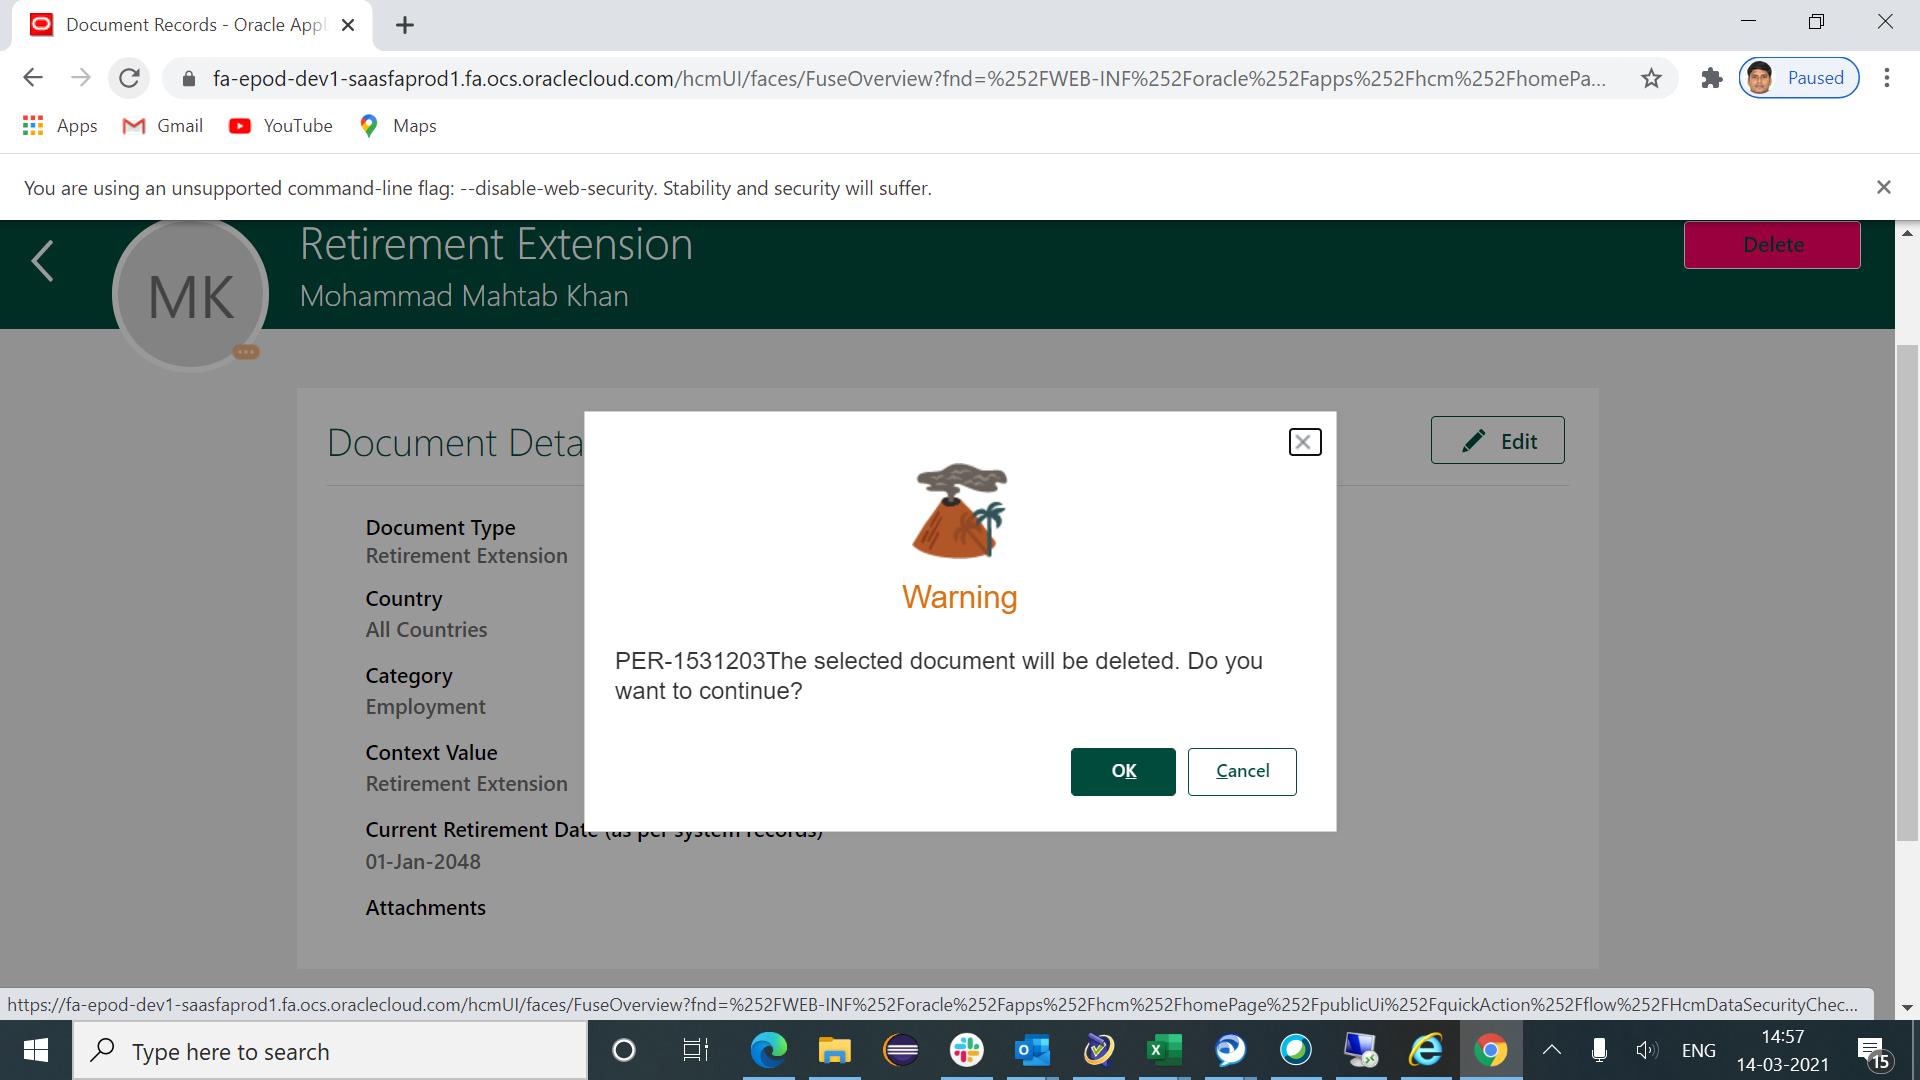 Document Records - Oracle Appl
fa-epod-dev1-saasfaprod1.fa.ocs.oraclecloud.com/hcmUI/faces/FuseOverview?fnd=%252FWEB-INF%252Foracle%252Fapps%252Fhcm%252FhomePa...
Paused
Apps
Gmail
YouTube
Maps
You are using an unsupported command-line flag: --disable-web-security. Stability and security will suffer.
MK
Retirement Extension
Mohammad Mahtab Khan
Delete
Document Deta
Edit
Document Type
Retirement Extension
Country
All Countries
Category
Employment
Context Value
Retirement Extension
Current Retirement Date (as per system records)
01-Jan-2048
Attachments
Warning
PER-1531203The selected document will be deleted. Do you
want to continue?
OK
Cancel
https://fa-epod-dev1-saasfaprod1.fa.ocs.oraclecloud.com/hcmUI/faces/FuseOverview?fnd=%252FWEB-INF%252Foracle%252Fapps%252Fhcm%252FhomePage%252FpublicUi%252FquickAction%252Fflow%252FHcmDataSecurityChec...
Type here to search
ENG
14:57
14-03-2021
15